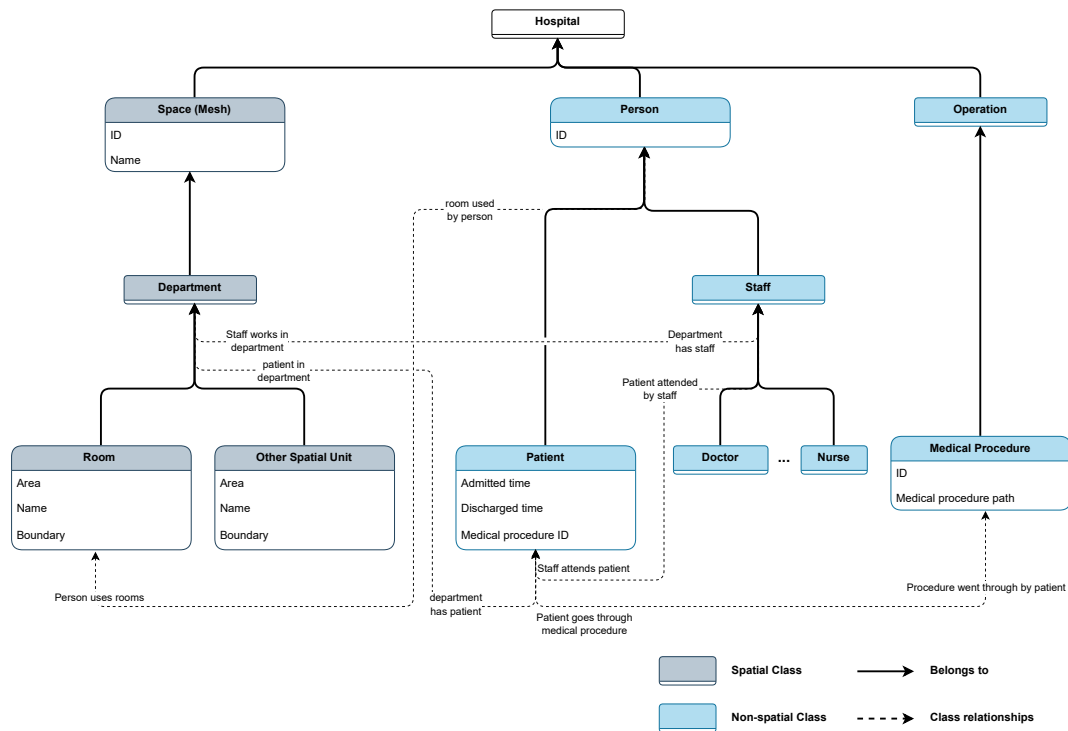 Hospital
Space (Mesh)
ID
Name
Person
ID
Operation
room used
by person
Department
Staff
Staff works in
department
Department
has staff
patient in
department
Patient attended
by staff
Room
Area
Name
Boundary
Other Spatial Unit
Area
Name
Boundary
Patient
Admitted time
Discharged time
Medical procedure ID
Doctor
...
Nurse
Medical Procedure
ID
Medical procedure path
Staff attends patient
Person uses rooms
department
has patient
Patient goes through
medical procedure
Procedure went through by patient
Spatial Class
Belongs to
Non-spatial Class
Class relationships